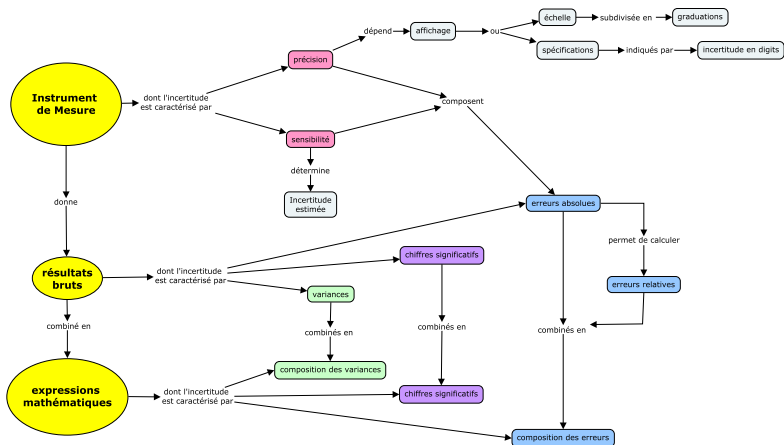 échelle
subdivisée en
graduations
dépend
affichage
ou
spécifications
indiqués par
incertitude en digits
précision
Instrument
de Mesure
dont l'incertitude
est caractérisé par
composent
sensibilité
détermine
Incertitude
estimée
donne
erreurs absolues
permet de calculer
résultats
bruts
dont l'incertitude
est caractérisé par
chiffres significatifs
variances
erreurs relatives
combiné en
combinés en
combinés en
combinés en
composition des variances
expressions
mathématiques
dont l'incertitude
est caractérisé par
chiffres significatifs
composition des erreurs